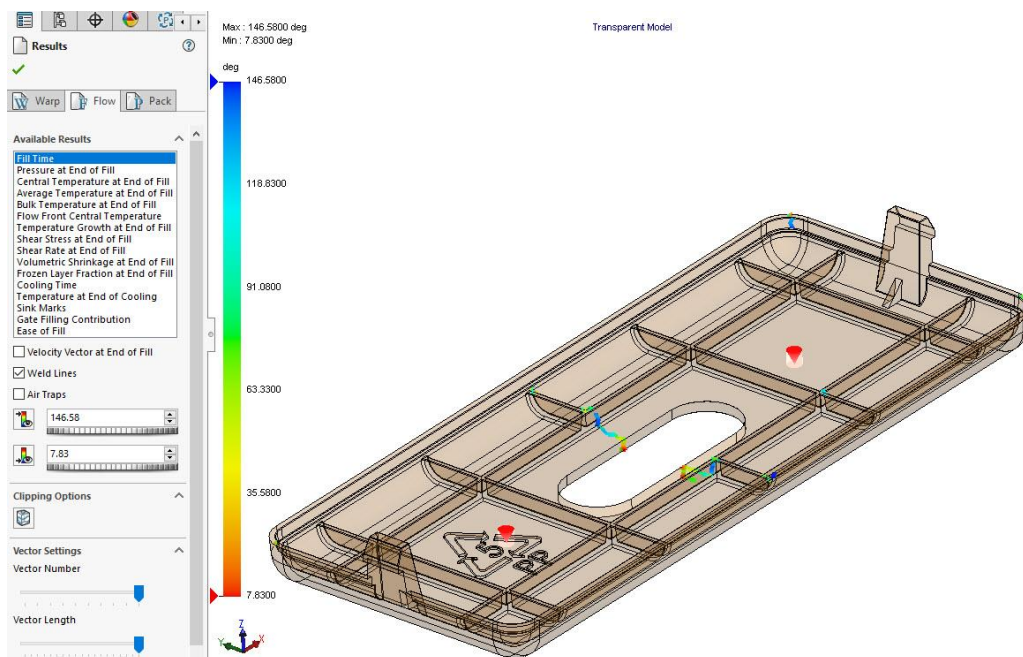 Results
Warp
Flow
Pack
Available Results
Fill Time
Pressure at End of Fill
Central Temperature at End of Fill
Average Temperature at End of Fill
Bulk Temperature at End of Fill
Flow Front Central Temperature
Temperature Growth at End of Fill
Shear Stress at End of Fill
Shear Rate at End of Fill
Volumetric Shrinkage at End of Fill
Frozen Layer Fraction at End of Fill
Cooling Time
Temperature at End of Cooling
Sink Marks
Gate Filling Contribution
Ease of Fill
Velocity Vector at End of Fill
Weld Lines
Air Traps
146.58
7.83
Clipping Options
Vector Settings
Vector Number
Vector Length
Max : 146.5800 deg
Min : 7.8300 deg
deg
146.5800
118.8300
91.0800
63.3300
35.5800
7.8300
Transparent Model
5
PP
Z
Y
X